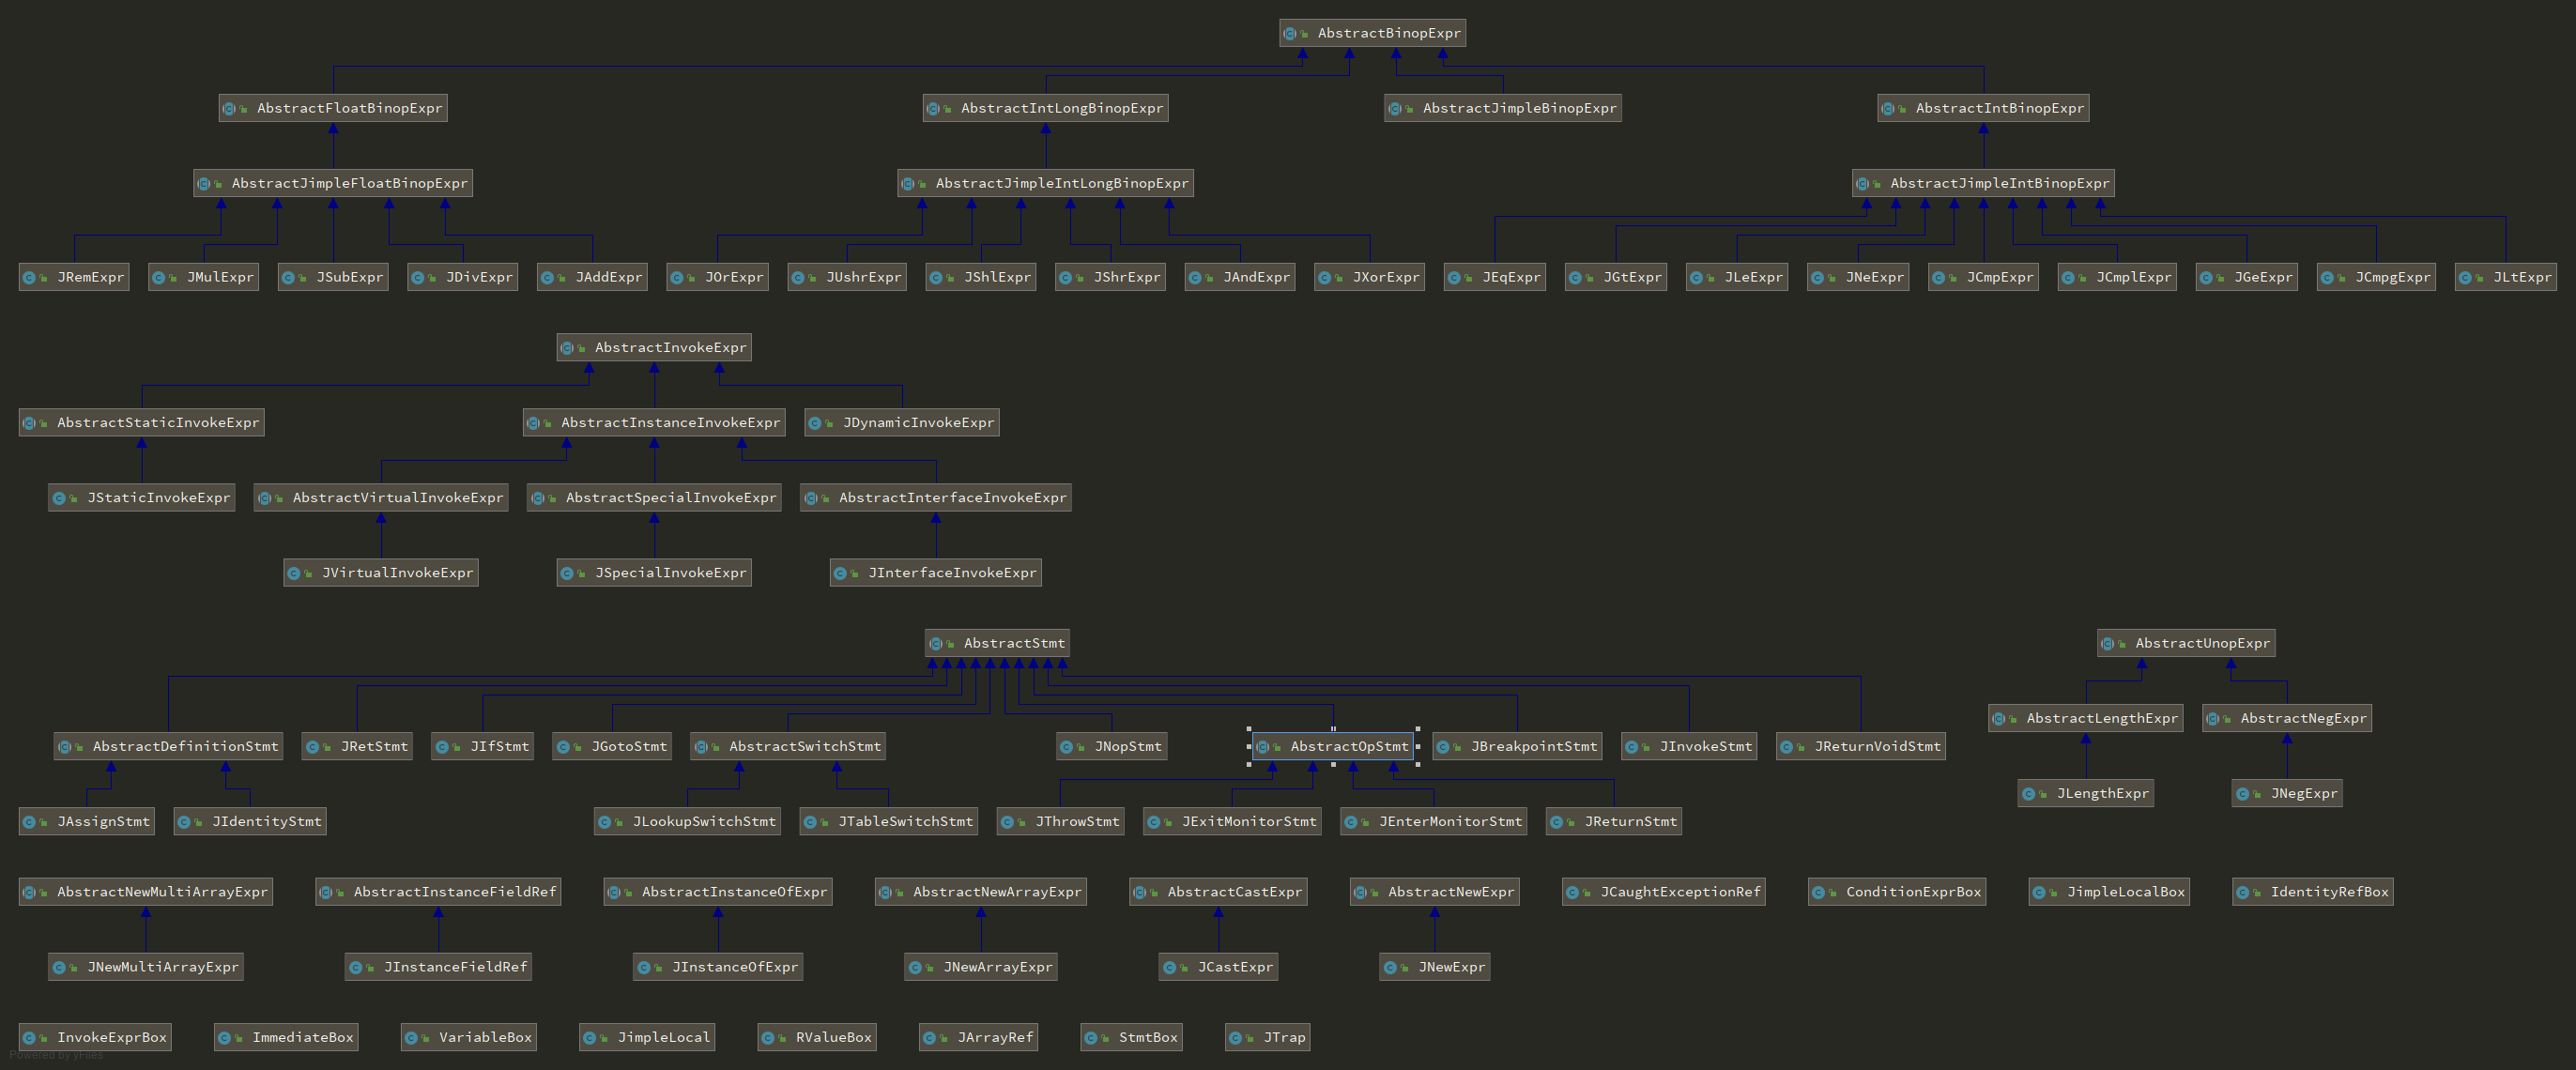 AbstractBinopExpr
AbstractFloatBinopExpr
AbstractIntLongBinopExpr
AbstractJimpleBinopExpr
AbstractIntBinopExpr
AbstractJimpleFloatBinopExpr
AbstractJimpleIntLongBinopExpr
AbstractJimpleIntBinopExpr
JRemExpr
JMulExpr
JSubExpr
JDivExpr
JAddExpr
JOrExpr
JUshrExpr
JShlExpr
JShrExpr
JAndExpr
JXorExpr
JEqExpr
JGtExpr
JLeExpr
JNeExpr
JCmpExpr
JCmplExpr
JGeExpr
JCmpgExpr
JLtExpr
AbstractInvokeExpr
AbstractStaticInvokeExpr
AbstractInstanceInvokeExpr
JDynamicInvokeExpr
JStaticInvokeExpr
AbstractVirtualInvokeExpr
AbstractSpecialInvokeExpr
AbstractInterfaceInvokeExpr
JVirtualInvokeExpr
JSpecialInvokeExpr
JInterfaceInvokeExpr
AbstractStmt
AbstractUnopExpr
AbstractLengthExpr
AbstractNegExpr
AbstractDefinitionStmt
JRetStmt
JIfStmt
JGotoStmt
AbstractSwitchStmt
JNopStmt
AbstractOpStmt
JBreakpointStmt
JInvokeStmt
JReturnVoidStmt
JLengthExpr
JNegExpr
JAssignStmt
JIdentityStmt
JLookupSwitchStmt
JTableSwitchStmt
JThrowStmt
JExitMonitorStmt
JEnterMonitorStmt
JReturnStmt
AbstractNewMultiArrayExpr
AbstractInstanceFieldRef
AbstractInstanceOfExpr
AbstractNewArrayExpr
AbstractCastExpr
AbstractNewExpr
JCaughtExceptionRef
ConditionExprBox
JimpleLocalBox
IdentityRefBox
JNewMultiArrayExpr
JInstanceFieldRef
JInstanceOfExpr
JNewArrayExpr
JCastExpr
JNewExpr
InvokeExprBox
ImmediateBox
VariableBox
JimpleLocal
RValueBox
JArrayRef
StmtBox
JTrap
Powered by yFiles